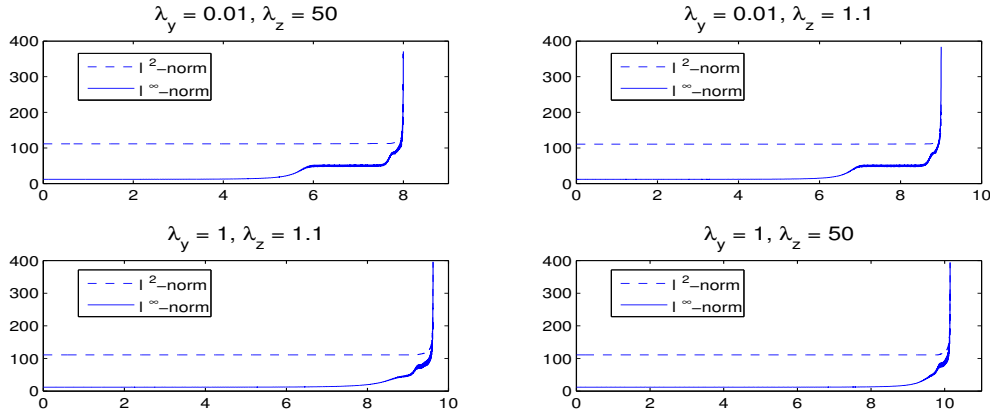 λy = 0.01, λz = 50
400
300
200
100
0
l 2−norm
l ∞−norm
0 2 4 6 8
λy = 0.01, λz = 1.1
400
300
200
100
0
l 2−norm
l ∞−norm
0 2 4 6 8 10
λy = 1, λz = 1.1
400
300
200
100
0
l 2−norm
l ∞−norm
0 2 4 6 8 10
λy = 1, λz = 50
400
300
200
100
0
l 2−norm
l ∞−norm
0 2 4 6 8 10